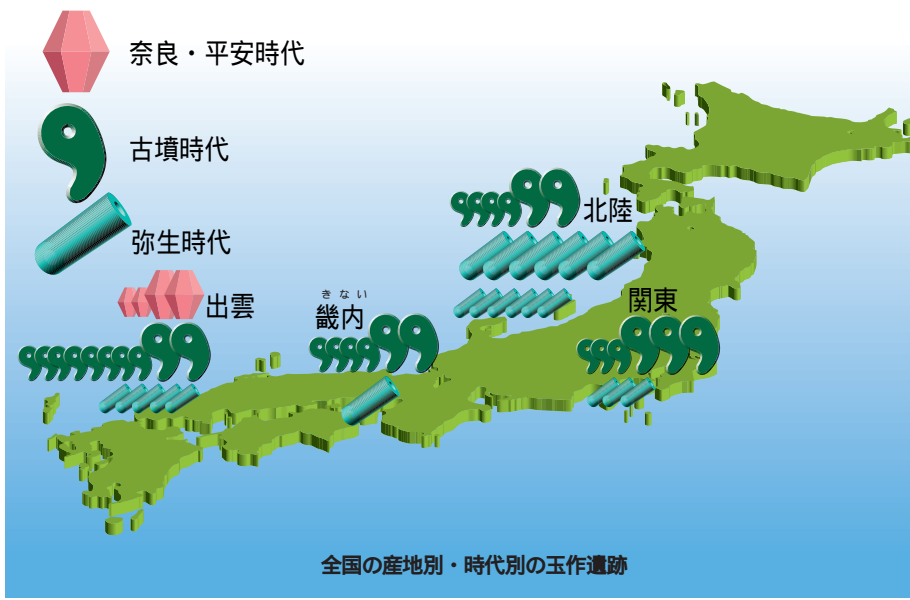 奈良・平安時代
古墳時代
弥生時代
北陸
出雲
きない
畿内
関東
全国の産地別・時代別の玉作遺跡